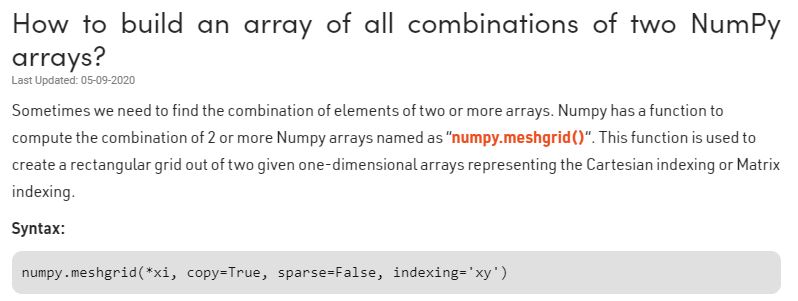 How to build an array of all combinations of two NumPy
arrays?
Last Updated: 05-09-2020
Sometimes we need to find the combination of elements of two or more arrays. Numpy has a function to
compute the combination of 2 or more Numpy arrays named as “numpy.meshgrid()“. This function is used to
create a rectangular grid out of two given one-dimensional arrays representing the Cartesian indexing or Matrix
indexing.
Syntax:
numpy.meshgrid(*xi, copy=True, sparse=False, indexing='xy')